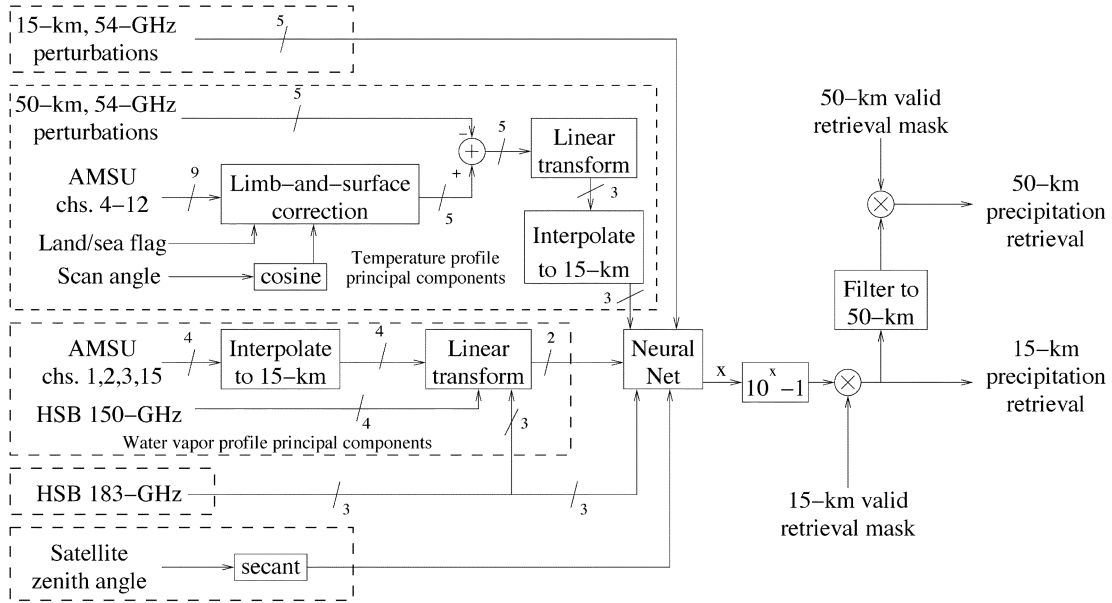 15–km, 54–GHz
perturbations
5
50–km, 54–GHz
perturbations
5
–
+
+
5
Linear
transform
3
AMSU
chs. 4–12
9
Limb–and–surface
correction
5
Land/sea flag
Scan angle
cosine
Temperature profile
principal components
Interpolate
to 15–km
3
AMSU
chs. 1,2,3,15
4
Interpolate
to 15–km
4
Linear
transform
2
HSB 150–GHz
4
3
Water vapor profile principal components
HSB 183–GHz
3
3
Satellite
zenith angle
secant
Neural
Net
x
10^x –1
×
15–km valid
retrieval mask
15–km
precipitation
retrieval
Filter to
50–km
×
50–km valid
retrieval mask
50–km
precipitation
retrieval